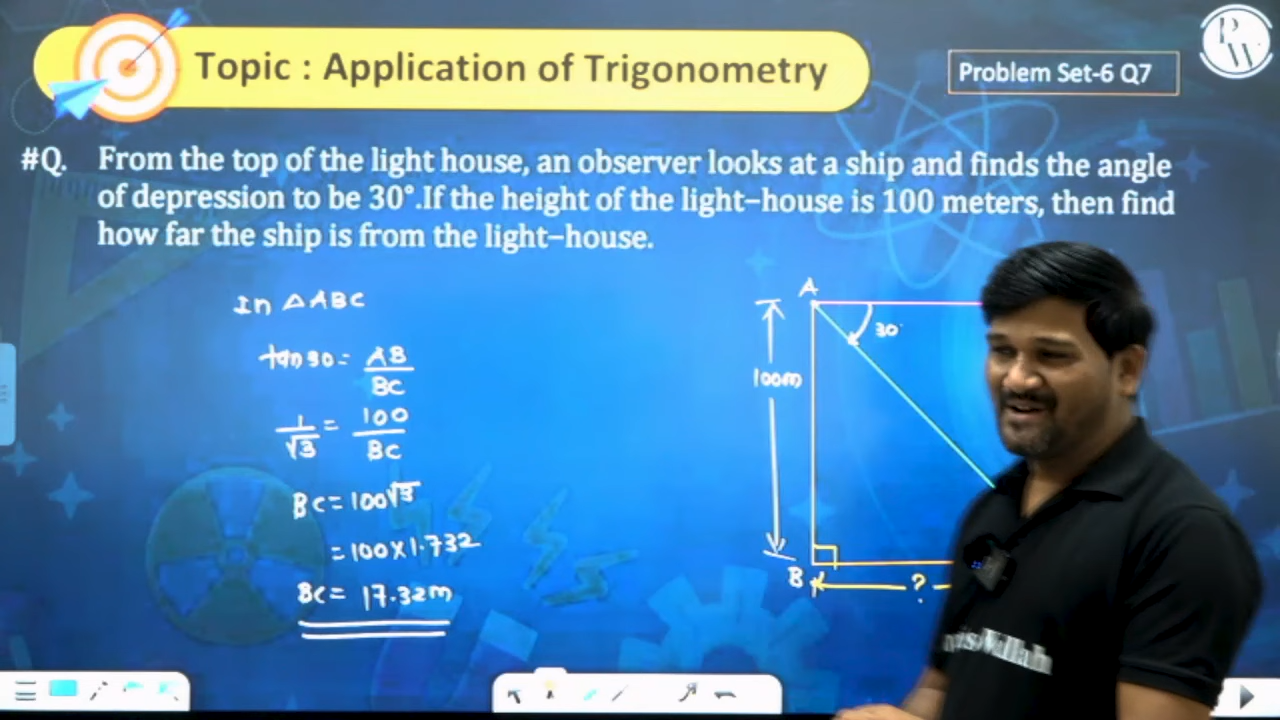 Topic : Application of Trigonometry
Problem Set-6 Q7
PW
#Q. From the top of the light house, an observer looks at a ship and finds the angle
of depression to be 30°.If the height of the light-house is 100 meters, then find
how far the ship is from the light-house.
In △ABC
tan30 = AB
BC
1 = 100
√3 BC
BC = 100√3
= 100×1.732
BC = 17.32m
A
30°
100m
B
?